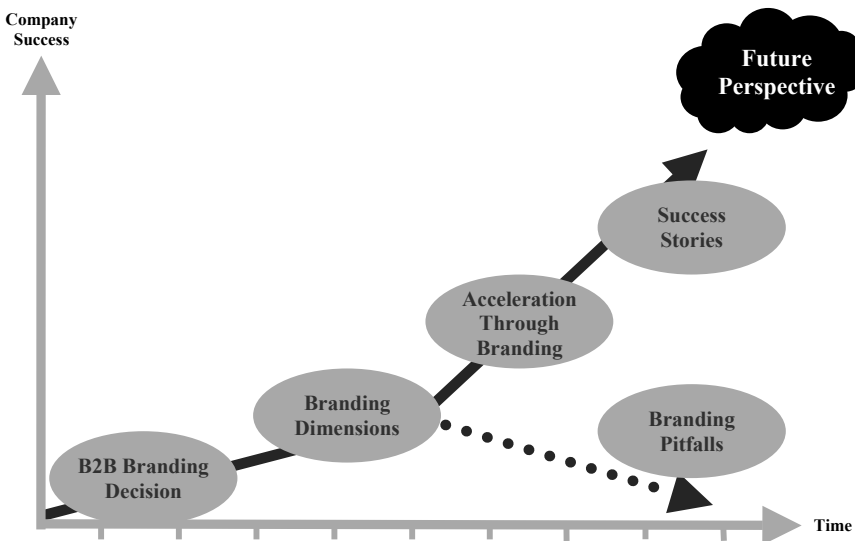 Company
Success
Future
Perspective
Success
Stories
Acceleration
Through
Branding
Branding
Dimensions
Branding
Pitfalls
B2B Branding
Decision
Time